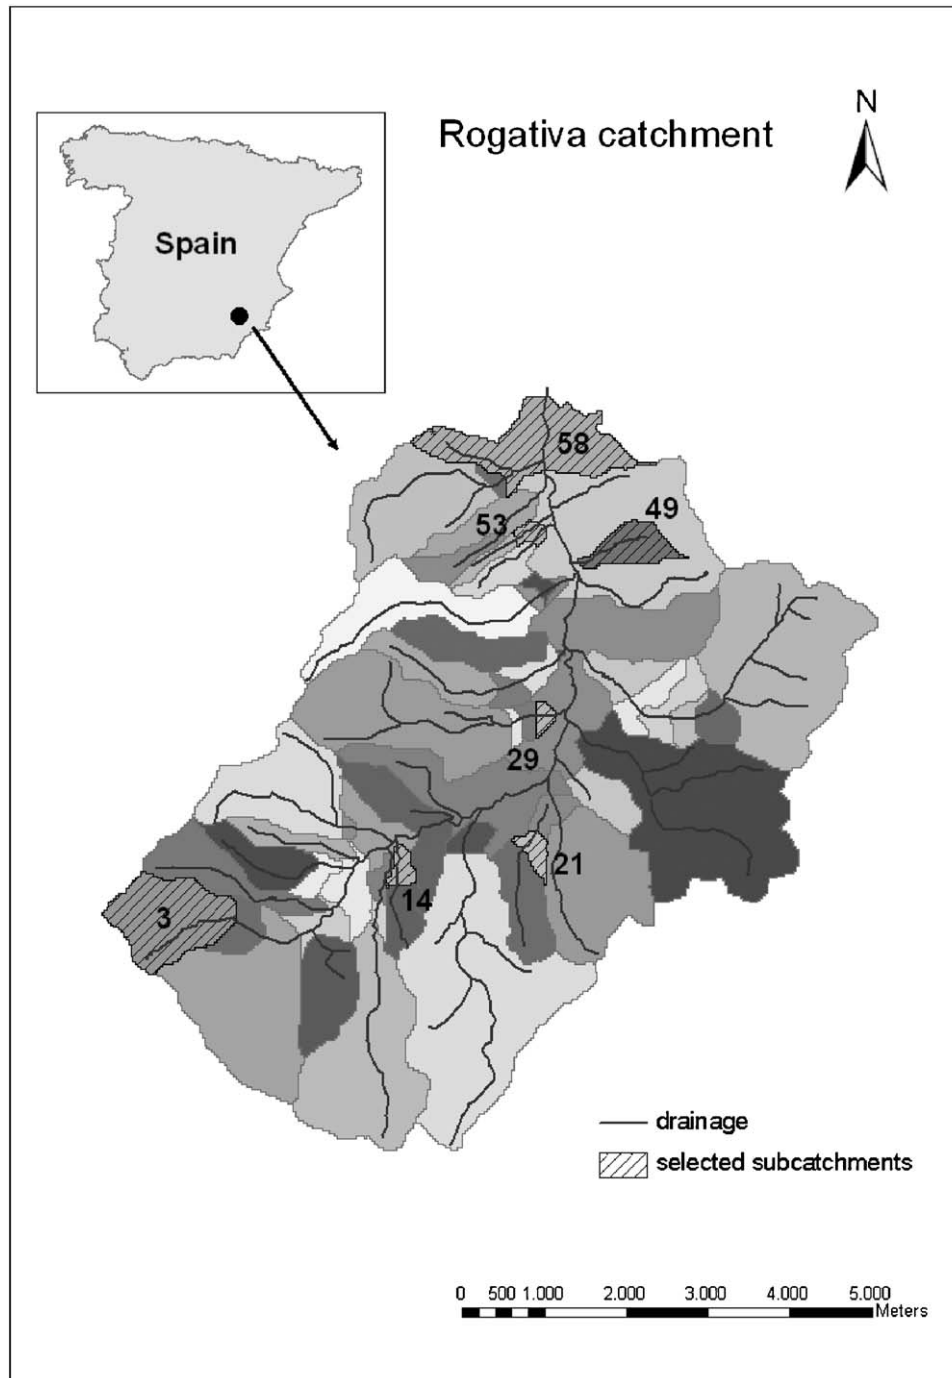 N
Rogativa catchment
Spain
58
49
53
29
21
14
3
drainage
selected subcatchments
0 500 1.000 2.000 3.000 4.000 5.000
Meters